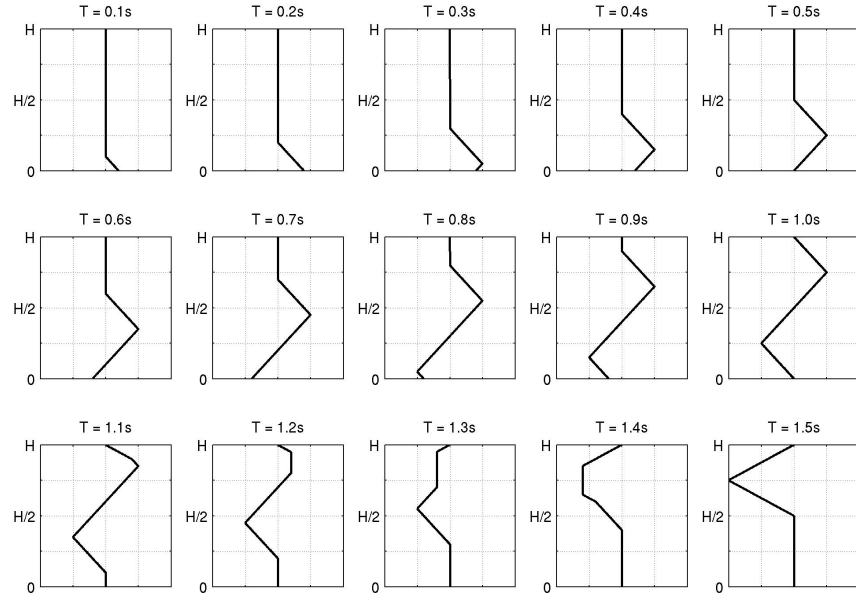 T = 0.1s T = 0.2s T = 0.3s T = 0.4s T = 0.5s
H H H H H
H/2 H/2 H/2 H/2 H/2
0 0 0 0 0
T = 0.6s T = 0.7s T = 0.8s T = 0.9s T = 1.0s
H H H H H
H/2 H/2 H/2 H/2 H/2
0 0 0 0 0
T = 1.1s T = 1.2s T = 1.3s T = 1.4s T = 1.5s
H H H H H
H/2 H/2 H/2 H/2 H/2
0 0 0 0 0